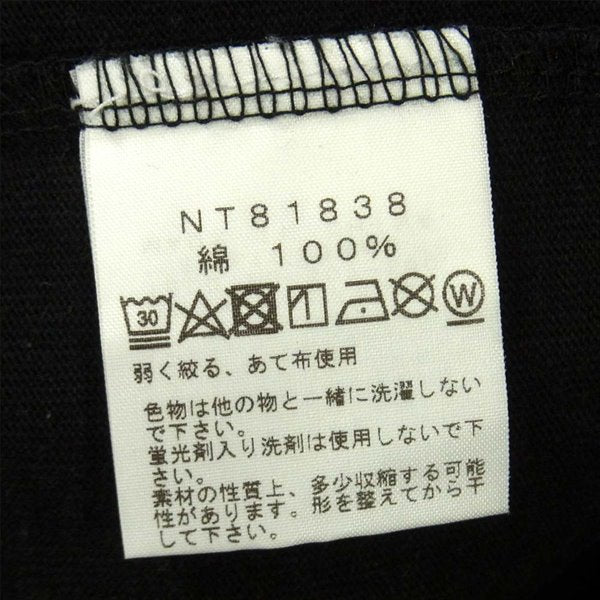 NT81838
綿 100%
30 W
弱く絞る、あて布使用
色物は他の物と一緒に洗濯しない
で下さい。
蛍光剤入り洗剤は使用しないで下
さい。
素材の性質上、多少収縮する可能
性があります。形を整えてから干
して下さい。